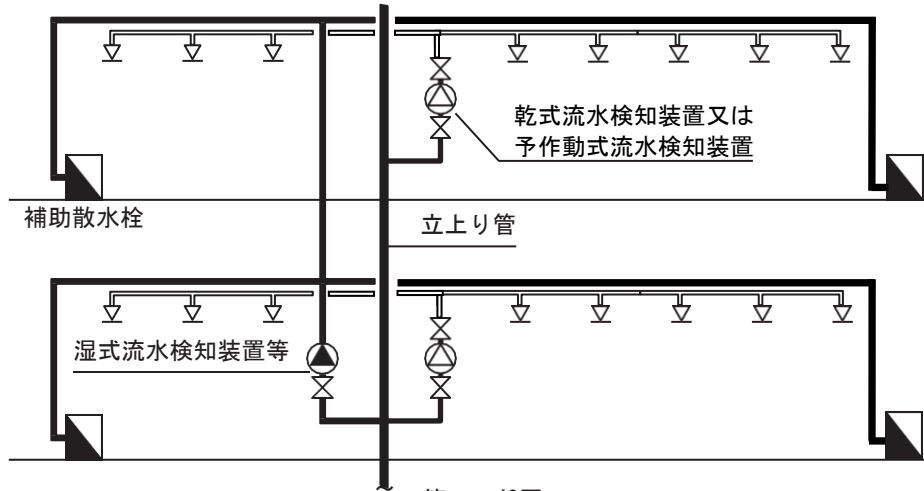 乾式流水検知装置又は
予作動式流水検知装置
補助散水栓
立上り管
湿式流水検知装置等